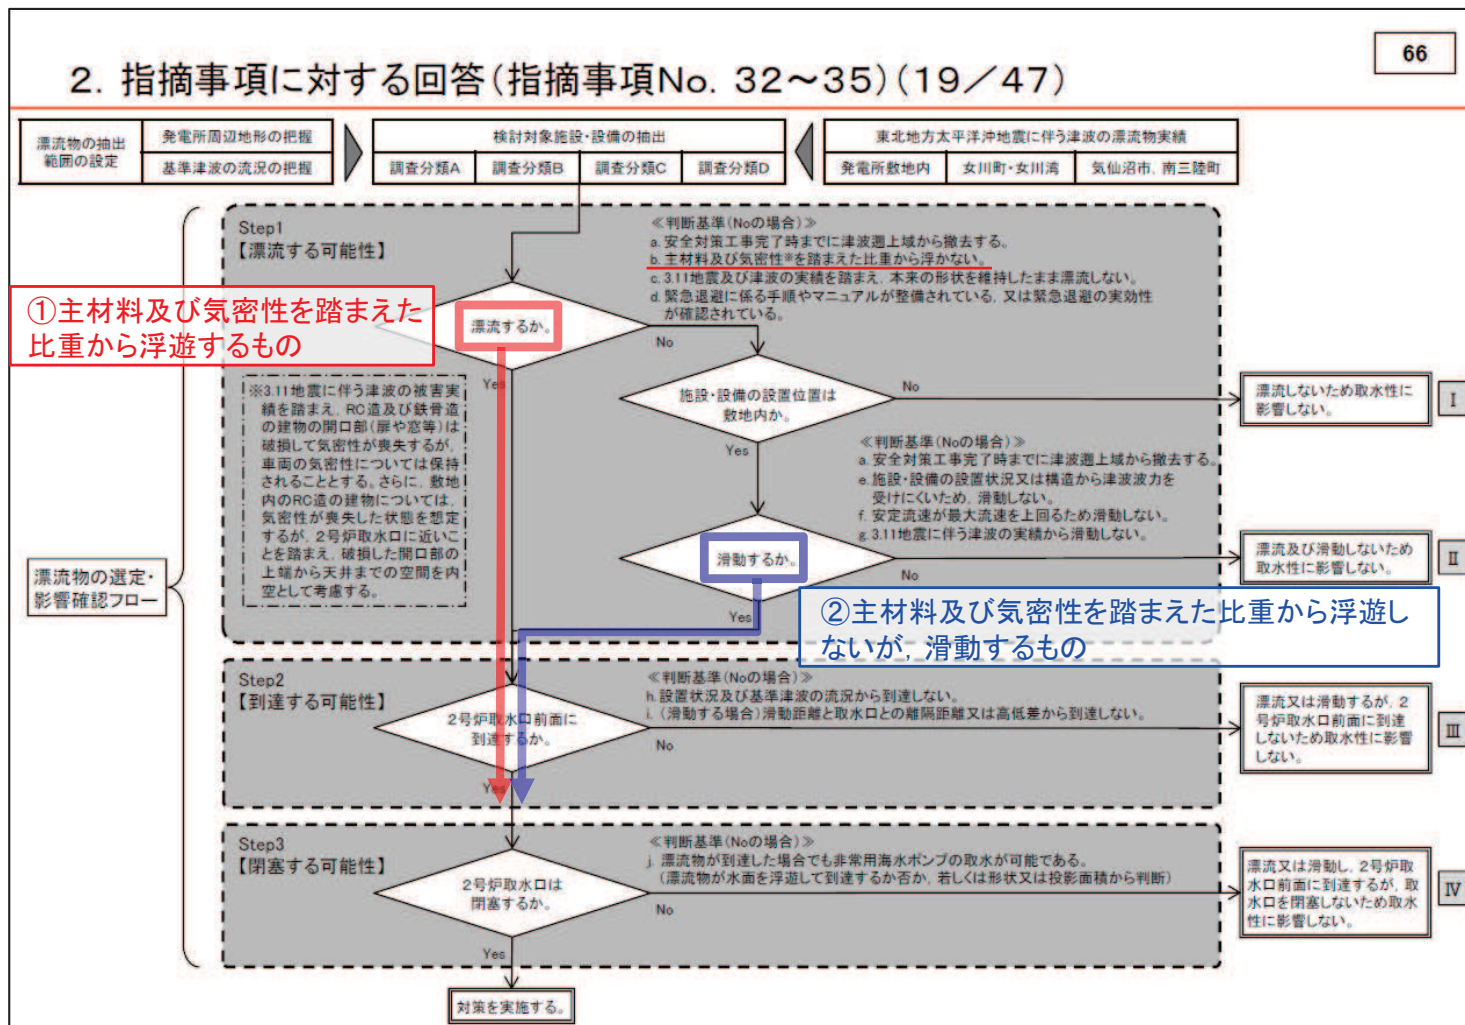 66
2. 指摘事項に対する回答(指摘事項No. 32～35)(19／47)
漂流物の抽出
範囲の設定
発電所周辺地形の把握
基準津波の流況の把握
検討対象施設・設備の抽出
調査分類A
調査分類B
調査分類C
調査分類D
東北地方太平洋沖地震に伴う津波の漂流物実績
発電所敷地内
女川町・女川湾
気仙沼市, 南三陸町
Step1
【漂流する可能性】
≪判断基準(Noの場合)≫
a. 安全対策工事完了時までに津波遡上域から撤去する。
b. 主材料及び気密性※を踏まえた比重から浮かない。
c. 3.11地震及び津波の実績を踏まえ, 本来の形状を維持したまま漂流しない。
d. 緊急退避に係る手順やマニュアルが整備されている, 又は緊急退避の実効性
が確認されている。
①主材料及び気密性を踏まえた
比重から浮遊するもの
漂流するか。
No
Yes
※3.11地震に伴う津波の被害実
績を踏まえ, RC造及び鉄骨造
の建物の開口部(扉や窓等)は
破損して気密性が喪失するが,
車両の気密性については保持
されることとする。さらに, 敷地
内のRC造の建物については,
気密性が喪失した状態を想定
するが, 2号炉取水口に近いこ
とを踏まえ, 破損した開口部の
上端から天井までの空間を内
空として考慮する。
施設・設備の設置位置は
敷地内か。
No
Yes
漂流しないため取水性に
影響しない。
Ⅰ
≪判断基準(Noの場合)≫
a. 安全対策工事完了時までに津波遡上域から撤去する。
e. 施設・設備の設置状況又は構造から津波波力を
受けにくいため, 滑動しない。
f. 安定流速が最大流速を上回るため滑動しない。
g. 3.11地震に伴う津波の実績から滑動しない。
滑動するか。
No
Yes
漂流及び滑動しないため
取水性に影響しない。
Ⅱ
漂流物の選定・
影響確認フロー
②主材料及び気密性を踏まえた比重から浮遊し
ないが, 滑動するもの
Step2
【到達する可能性】
≪判断基準(Noの場合)≫
h. 設置状況及び基準津波の流況から到達しない。
i. (滑動する場合)滑動距離と取水口との離隔距離又は高低差から到達しない。
2号炉取水口前面に
到達するか。
No
Yes
漂流又は滑動するが, 2
号炉取水口前面に到達
しないため取水性に影響
しない。
Ⅲ
Step3
【閉塞する可能性】
≪判断基準(Noの場合)≫
j. 漂流物が到達した場合でも非常用海水ポンプの取水が可能である。
(漂流物が水面を浮遊して到達するか否か, 若しくは形状又は投影面積から判断)
2号炉取水口は
閉塞するか。
No
Yes
漂流又は滑動し, 2号炉取
水口前面に到達するが, 取
水口を閉塞しないため取水
性に影響しない。
Ⅳ
対策を実施する。